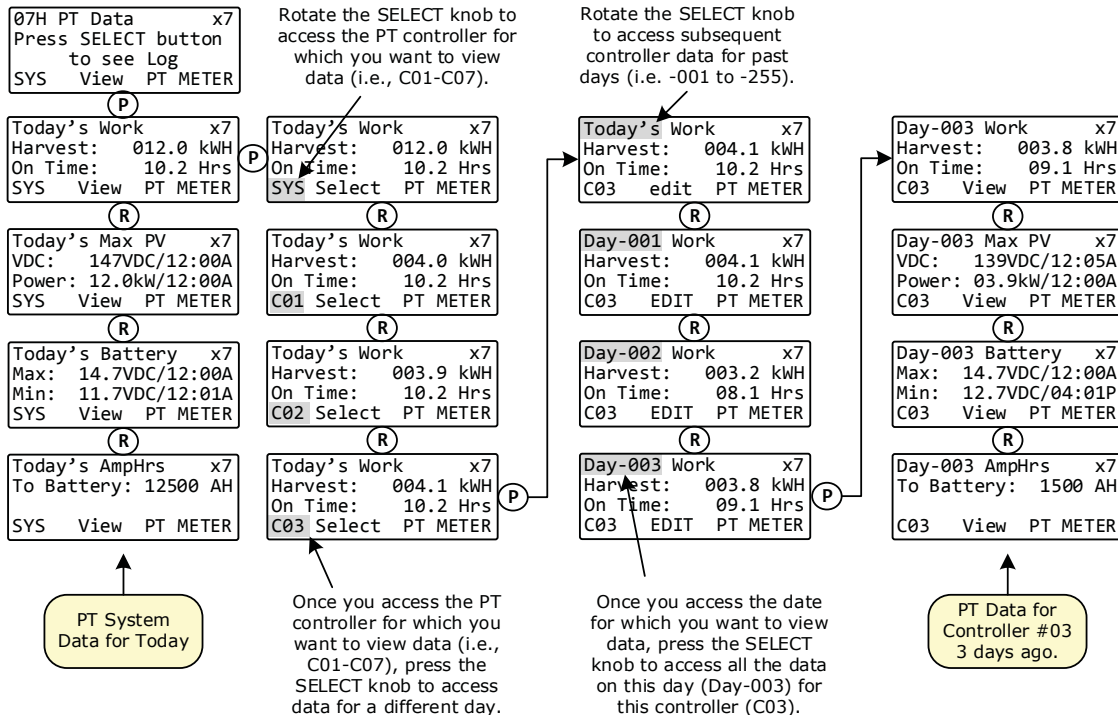 07H PT Data x7
Press SELECT button
to see Log
SYS View PT METER
P
Today's Work x7
Harvest: 012.0 kWH
On Time: 10.2 Hrs
SYS View PT METER
R
Today's Max PV x7
VDC: 147VDC/12:00A
Power: 12.0kW/12:00A
SYS View PT METER
R
Today's Battery x7
Max: 14.7VDC/12:00A
Min: 11.7VDC/12:01A
SYS View PT METER
R
Today's AmpHrs x7
To Battery: 12500 AH
SYS View PT METER
PT System
Data for Today
Rotate the SELECT knob to
access the PT controller for
which you want to view
data (i.e., C01-C07).
P
Today's Work x7
Harvest: 012.0 kWH
On Time: 10.2 Hrs
SYS Select PT METER
R
Today's Work x7
Harvest: 004.0 kWH
On Time: 10.2 Hrs
C01 Select PT METER
R
Today's Work x7
Harvest: 003.9 kWH
On Time: 10.2 Hrs
C02 Select PT METER
R
Today's Work x7
Harvest: 004.1 kWH
On Time: 10.2 Hrs
C03 Select PT METER
P
Once you access the PT
controller for which you
want to view data (i.e.,
C01-C07), press the
SELECT knob to access
data for a different day.
Rotate the SELECT knob
to access subsequent
controller data for past
days (i.e. -001 to -255).
Today's Work x7
Harvest: 004.1 kWH
On Time: 10.2 Hrs
C03 edit PT METER
R
Day-001 Work x7
Harvest: 004.1 kWH
On Time: 10.2 Hrs
C03 EDIT PT METER
R
Day-002 Work x7
Harvest: 003.2 kWH
On Time: 08.1 Hrs
C03 EDIT PT METER
R
Day-003 Work x7
Harvest: 003.8 kWH
On Time: 09.1 Hrs
C03 EDIT PT METER
P
Once you access the date
for which you want to view
data, press the SELECT
knob to access all the data
on this day (Day-003) for
this controller (C03).
Day-003 Work x7
Harvest: 003.8 kWH
On Time: 09.1 Hrs
C03 View PT METER
R
Day-003 Max PV x7
VDC: 139VDC/12:05A
Power: 03.9kW/12:00A
C03 View PT METER
R
Day-003 Battery x7
Max: 14.7VDC/12:00A
Min: 12.7VDC/04:01P
C03 View PT METER
R
Day-003 AmpHrs x7
To Battery: 1500 AH
C03 View PT METER
PT Data for
Controller #03
3 days ago.